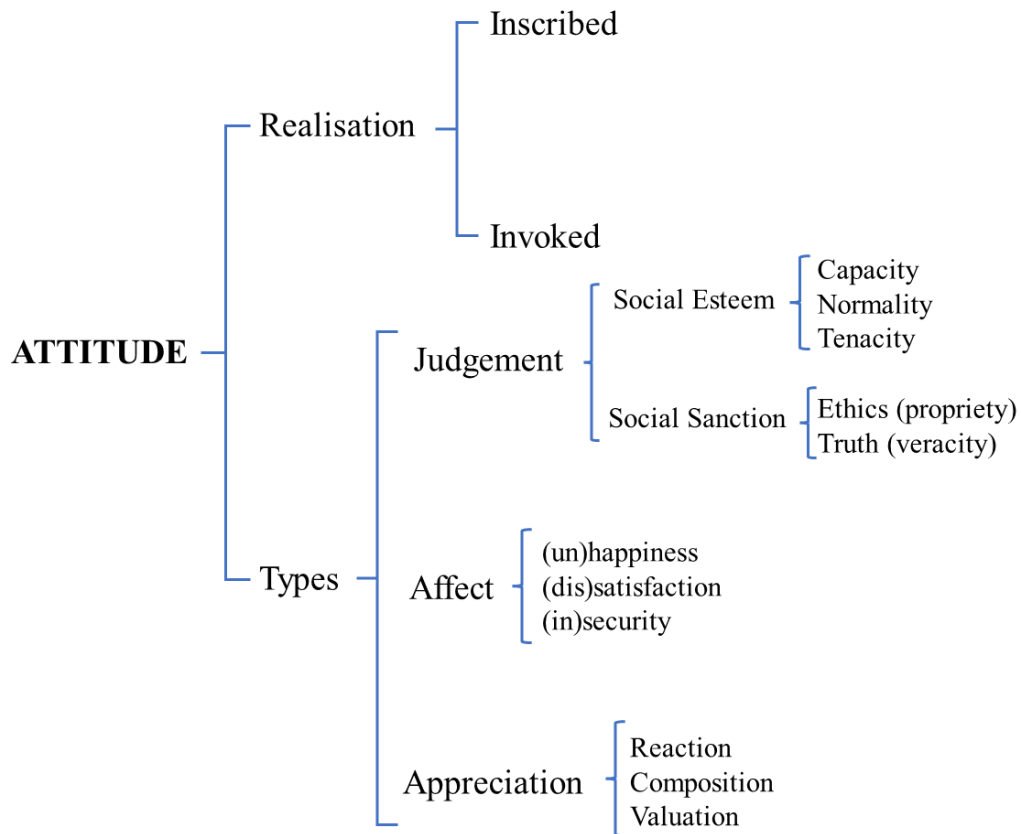 ATTITUDE
Realisation
Inscribed
Invoked
Types
Judgement
Social Esteem
Capacity
Normality
Tenacity
Social Sanction
Ethics (propriety)
Truth (veracity)
Affect
(un)happiness
(dis)satisfaction
(in)security
Appreciation
Reaction
Composition
Valuation